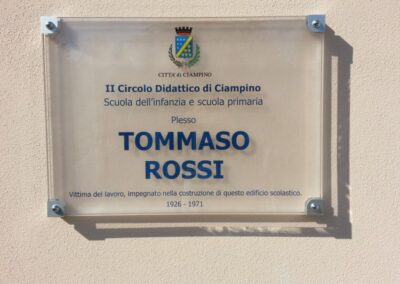 CITTA' di CIAMPINO
II Circolo Didattico di Ciampino
Scuola dell'infanzia e scuola primaria
Plesso
TOMMASO
ROSSI
Vittima del lavoro, impegnato nella costruzione di questo edificio scolastico.
1926 - 1971